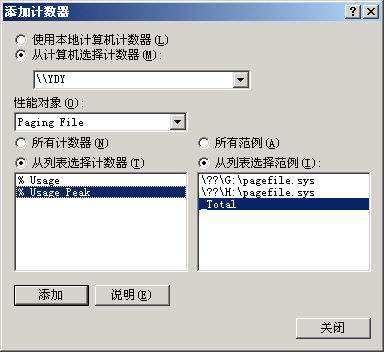 添加计数器
使用本地计算机计数器(L)
从计算机选择计数器(M):
\\YDY
性能对象(O):
Paging File
所有计数器(N)
所有范例(A)
从列表选择计数器(T)
从列表选择范例(I):
% Usage
% Usage Peak
\??\G:\pagefile.sys
\??\H:\pagefile.sys
_Total
添加
说明(E)
关闭